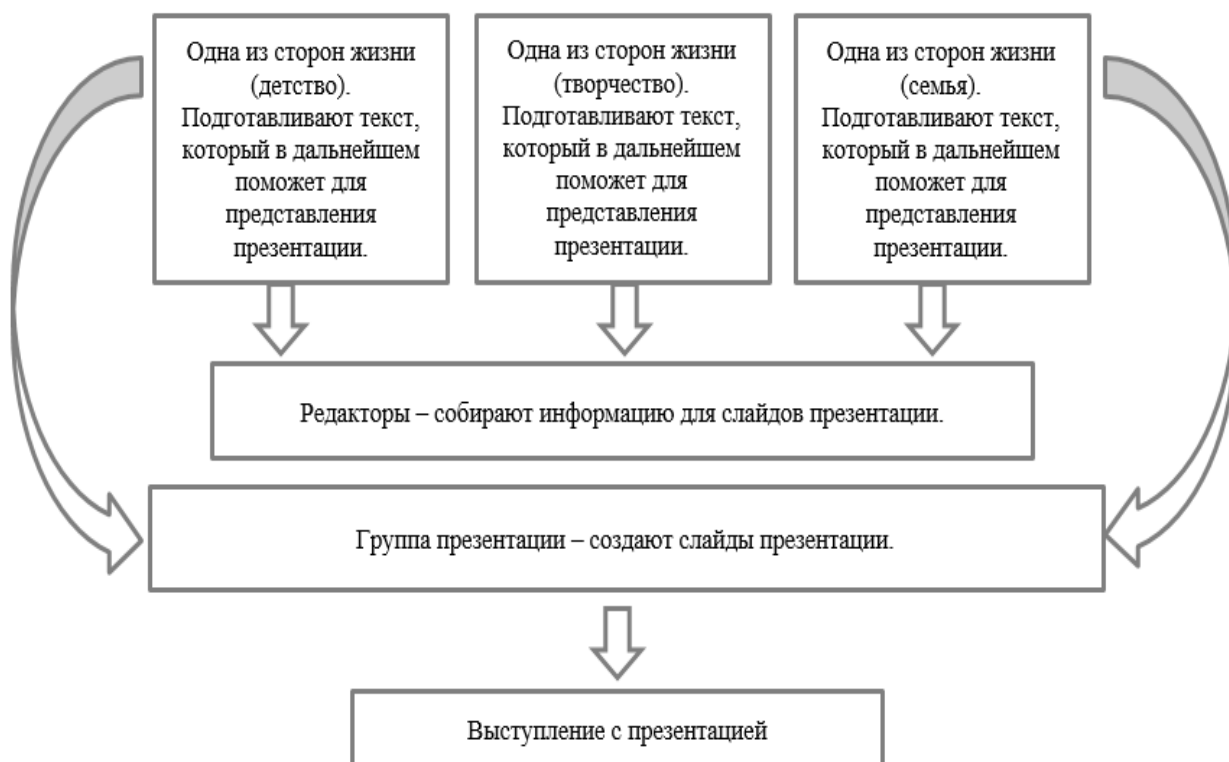 Одна из сторон жизни
(детство).
Подготавливают текст,
который в дальнейшем
поможет для
представления
презентации.
Одна из сторон жизни
(творчество).
Подготавливают текст,
который в дальнейшем
поможет для
представления
презентации.
Одна из сторон жизни
(семья).
Подготавливают текст,
который в дальнейшем
поможет для
представления
презентации.
Редакторы – собирают информацию для слайдов презентации.
Группа презентации – создают слайды презентации.
Выступление с презентацией